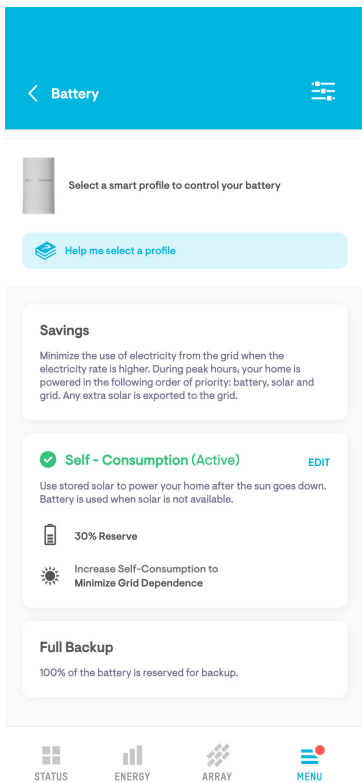 Battery
Select a smart profile to control your battery
Help me select a profile
Savings
Minimize the use of electricity from the grid when the
electricity rate is higher. During peak hours, your home is
powered in the following order of priority: battery, solar and
grid. Any extra solar is exported to the grid.
Self - Consumption (Active)
EDIT
Use stored solar to power your home after the sun goes down.
Battery is used when solar is not available.
30% Reserve
Increase Self-Consumption to
Minimize Grid Dependence
Full Backup
100% of the battery is reserved for backup.
STATUS
ENERGY
ARRAY
MENU